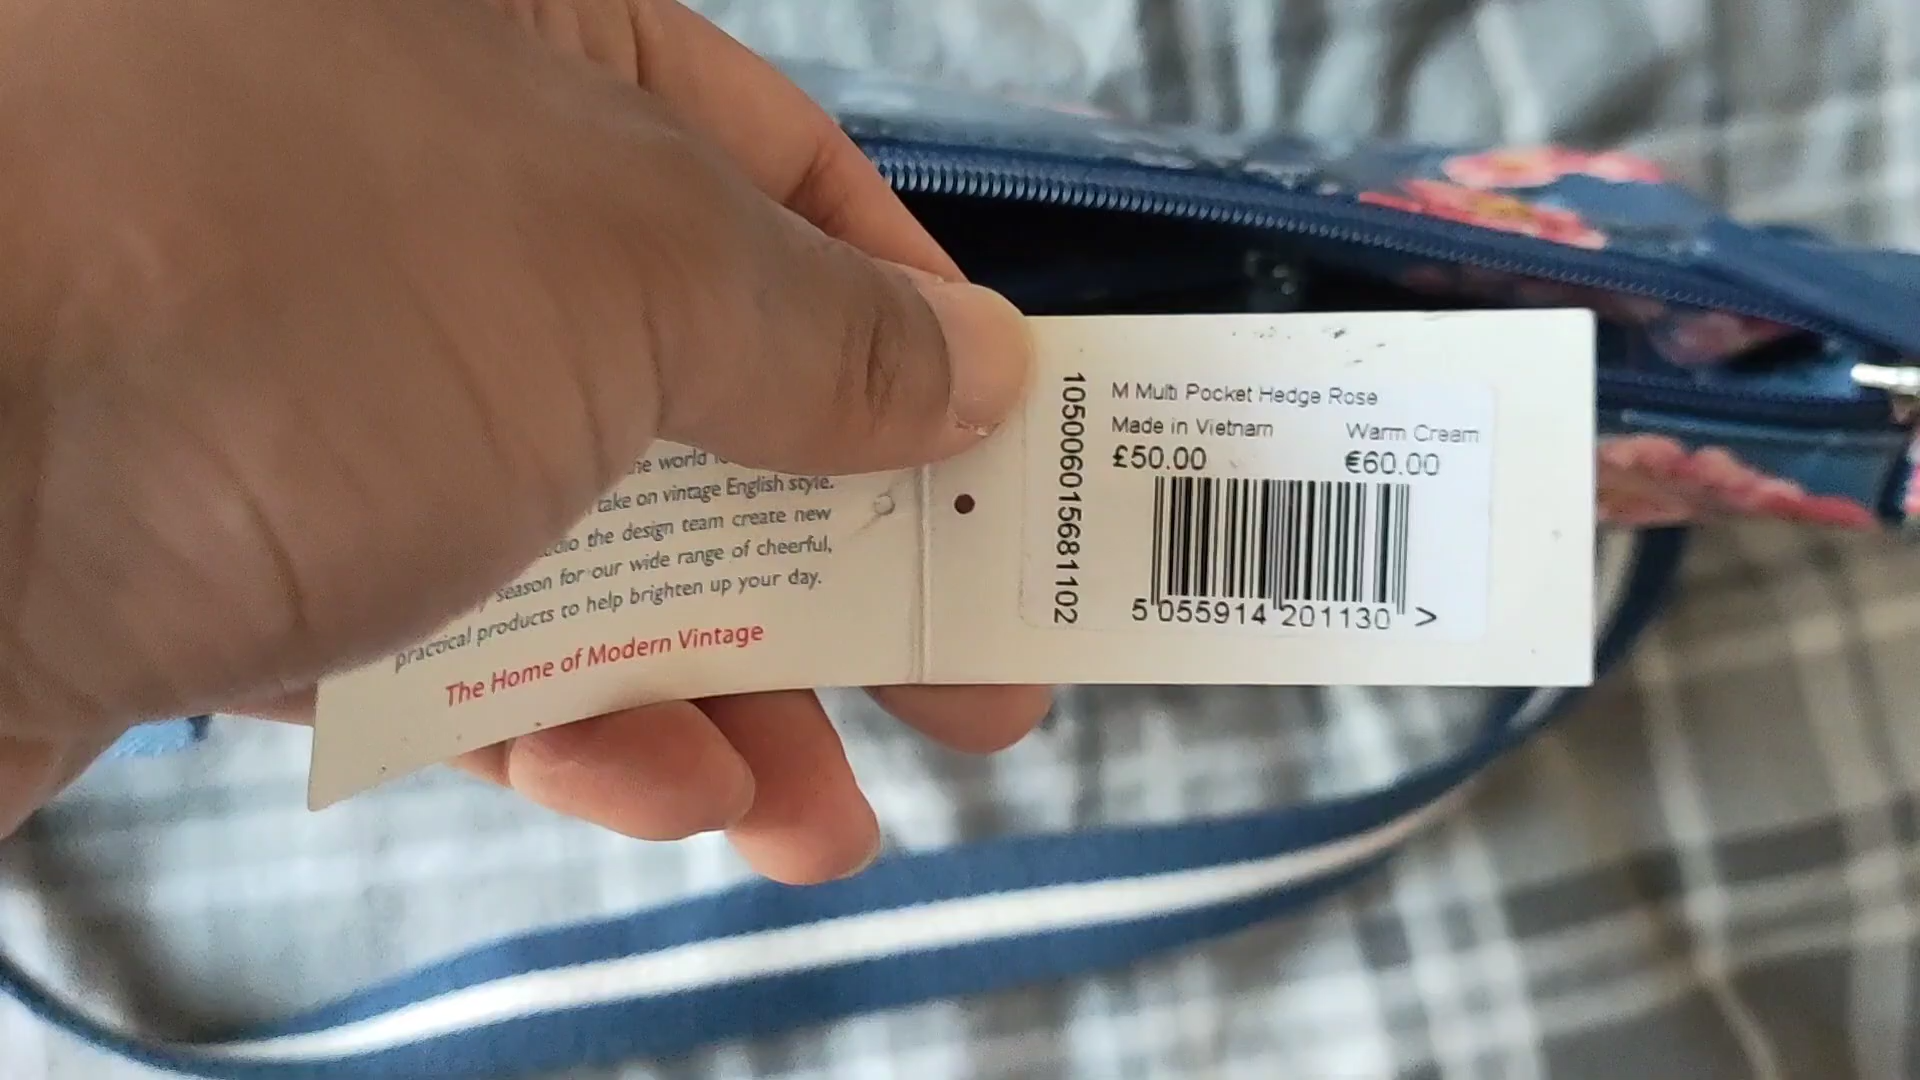 he world
take on vintage English style.
the design team create new
season for our wide range of cheerful,
practical products to help brighten up your day.
The Home of Modern Vintage
105006015681102
M Multi Pocket Hedge Rose
Made in Vietnam Warm Cream
£50.00 €60.00
5 055914 201130 >